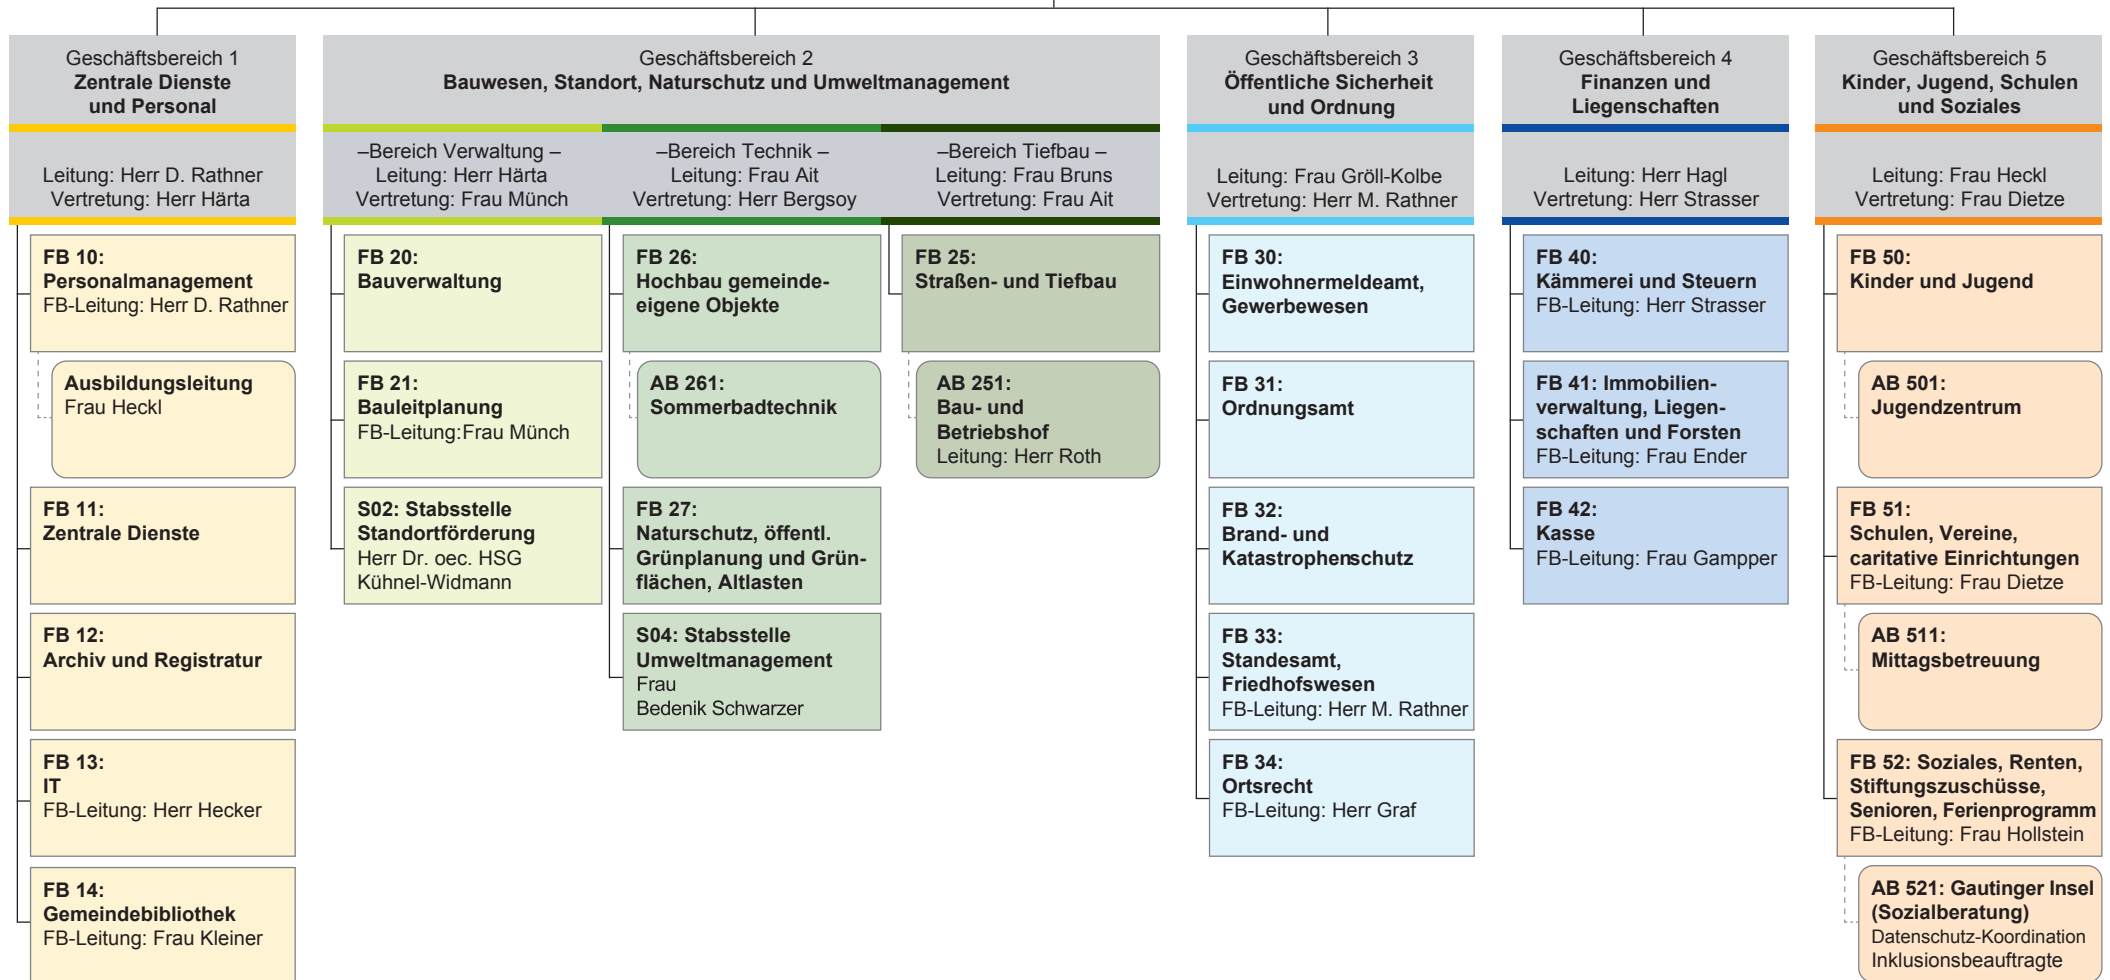 Geschäftsbereich 1
Zentrale Dienste
und Personal
Leitung: Herr D. Rathner
Vertretung: Herr Härta
FB 10:
Personalmanagement
FB-Leitung: Herr D. Rathner
Ausbildungsleitung
Frau Heckl
FB 11:
Zentrale Dienste
FB 12:
Archiv und Registratur
FB 13:
IT
FB-Leitung: Herr Hecker
FB 14:
Gemeindebibliothek
FB-Leitung: Frau Kleiner
Geschäftsbereich 2
Bauwesen, Standort, Naturschutz und Umweltmanagement
–Bereich Verwaltung –
Leitung: Herr Härta
Vertretung: Frau Münch
FB 20:
Bauverwaltung
FB 21:
Bauleitplanung
FB-Leitung:Frau Münch
S02: Stabsstelle
Standortförderung
Herr Dr. oec. HSG
Kühnel-Widmann
–Bereich Technik –
Leitung: Frau Ait
Vertretung: Herr Bergsoy
FB 26:
Hochbau gemeinde-
eigene Objekte
AB 261:
Sommerbadtechnik
FB 27:
Naturschutz, öffentl.
Grünplanung und Grün-
flächen, Altlasten
S04: Stabsstelle
Umweltmanagement
Frau
Bedenik Schwarzer
–Bereich Tiefbau –
Leitung: Frau Bruns
Vertretung: Frau Ait
FB 25:
Straßen- und Tiefbau
AB 251:
Bau- und
Betriebshof
Leitung: Herr Roth
Geschäftsbereich 3
Öffentliche Sicherheit
und Ordnung
Leitung: Frau Gröll-Kolbe
Vertretung: Herr M. Rathner
FB 30:
Einwohnermeldeamt,
Gewerbewesen
FB 31:
Ordnungsamt
FB 32:
Brand- und
Katastrophenschutz
FB 33:
Standesamt,
Friedhofswesen
FB-Leitung: Herr M. Rathner
FB 34:
Ortsrecht
FB-Leitung: Herr Graf
Geschäftsbereich 4
Finanzen und
Liegenschaften
Leitung: Herr Hagl
Vertretung: Herr Strasser
FB 40:
Kämmerei und Steuern
FB-Leitung: Herr Strasser
FB 41: Immobilien-
verwaltung, Liegen-
schaften und Forsten
FB-Leitung: Frau Ender
FB 42:
Kasse
FB-Leitung: Frau Gampper
Geschäftsbereich 5
Kinder, Jugend, Schulen
und Soziales
Leitung: Frau Heckl
Vertretung: Frau Dietze
FB 50:
Kinder und Jugend
AB 501:
Jugendzentrum
FB 51:
Schulen, Vereine,
caritative Einrichtungen
FB-Leitung: Frau Dietze
AB 511:
Mittagsbetreuung
FB 52: Soziales, Renten,
Stiftungszuschüsse,
Senioren, Ferienprogramm
FB-Leitung: Frau Hollstein
AB 521: Gautinger Insel
(Sozialberatung)
Datenschutz-Koordination
Inklusionsbeauftragte